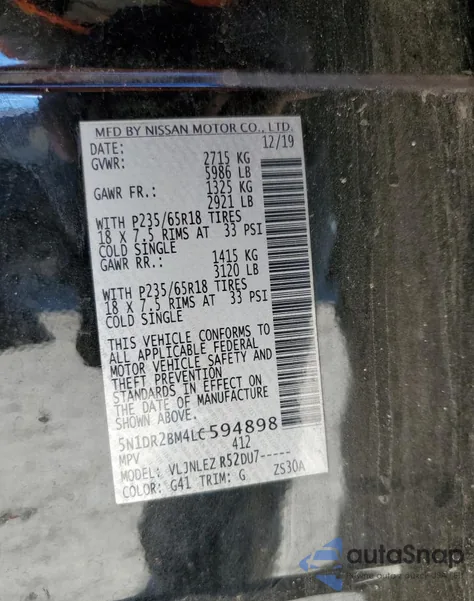 MFD BY NISSAN MOTOR CO., LTD.
DATE: 12/19
GVWR: 2715 KG
5986 LB
GAWR FR.: 1325 KG
2921 LB
WITH P235/65R18 TIRES
18 X 7.5 RIMS AT 33 PSI
COLD SINGLE
GAWR RR.: 1415 KG
3120 LB
WITH P235/65R18 TIRES
18 X 7.5 RIMS AT 33 PSI
COLD SINGLE
THIS VEHICLE CONFORMS TO
ALL APPLICABLE FEDERAL
MOTOR VEHICLE SAFETY AND
THEFT PREVENTION
STANDARDS IN EFFECT ON
THE DATE OF MANUFACTURE
SHOWN ABOVE.
5N1DR2BM4LC594898
MPV 412
MODEL: VLJNLEZ R52DU7-----
COLOR: G41 TRIM: G ZS30A
autoSnap